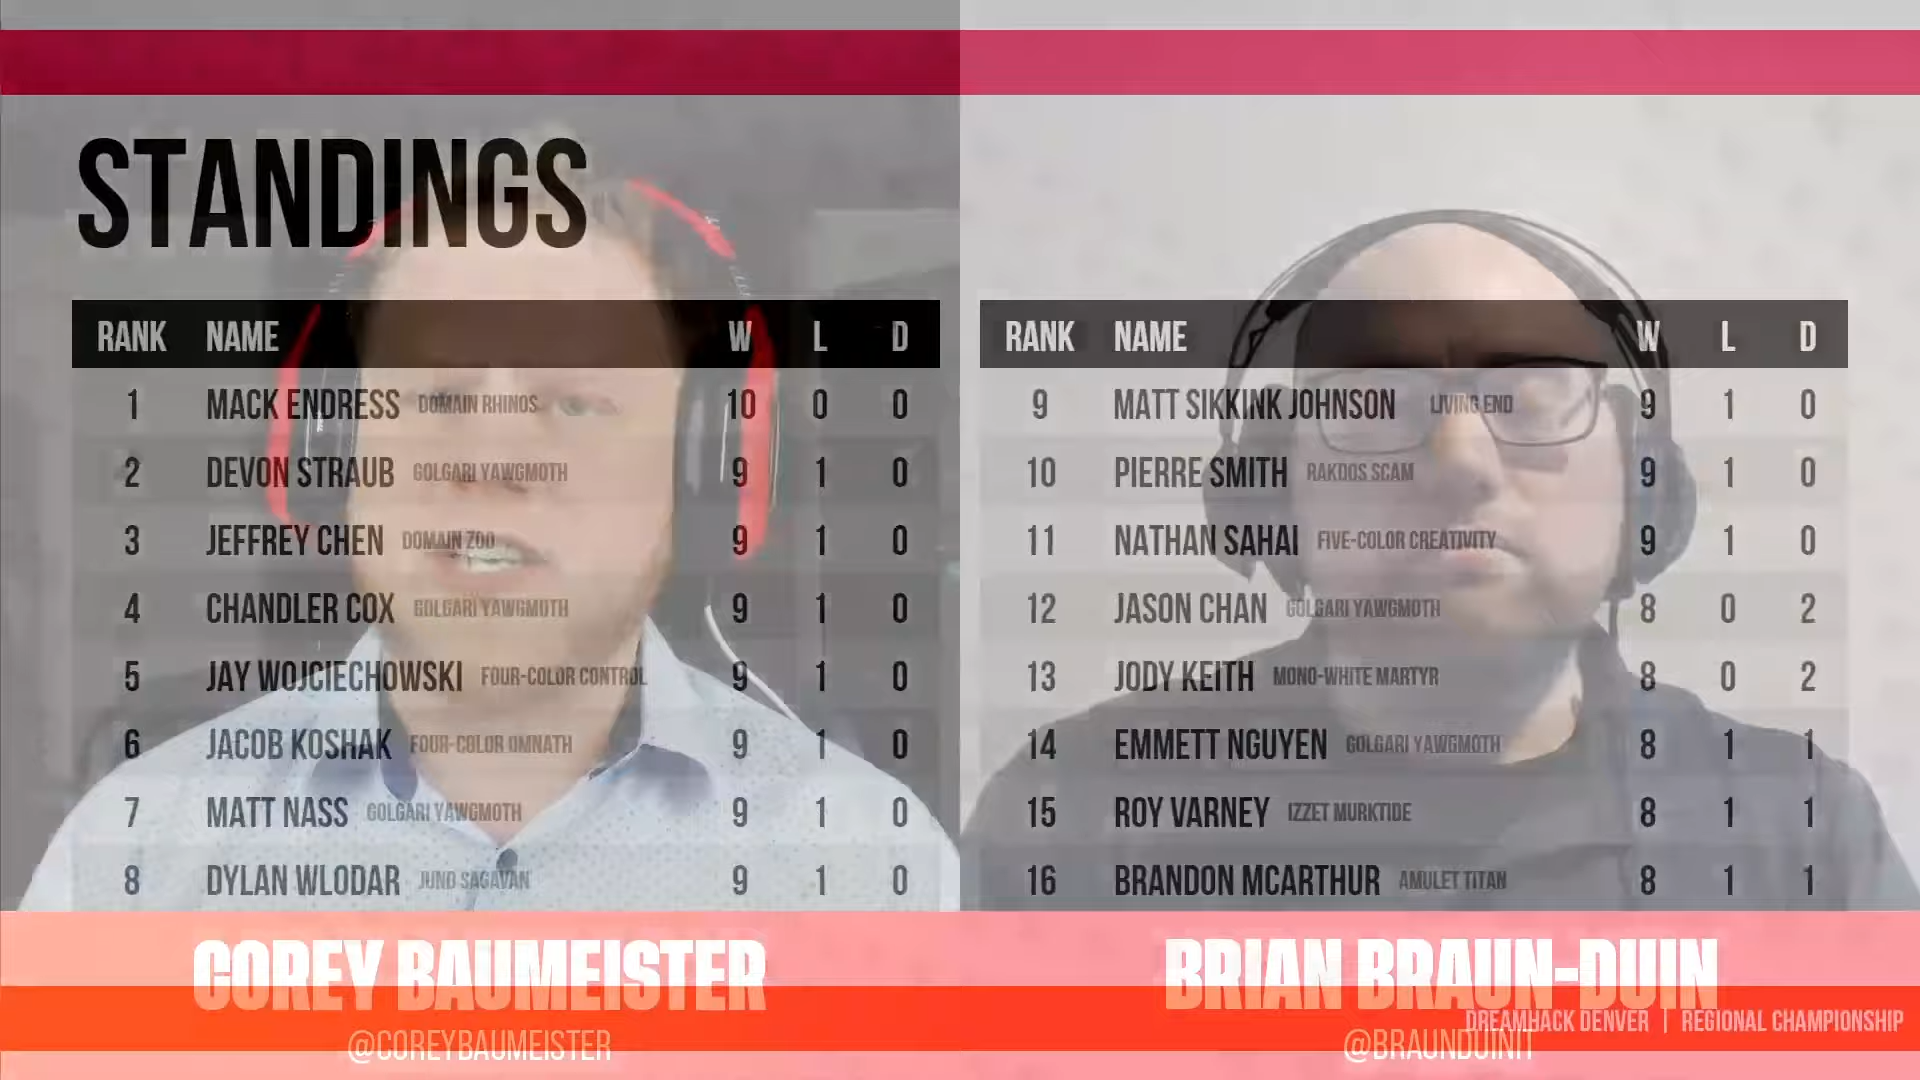 STANDINGS
RANK NAME W L D
1 MACK ENDRESS DOMAIN RHINOS 10 0 0
2 DEVON STRAUB GOLGARI YAWGMOTH 9 1 0
3 JEFFREY CHEN DOMAIN ZOO 9 1 0
4 CHANDLER COX GOLGARI YAWGMOTH 9 1 0
5 JAY WOJCIECHOWSKI FOUR-COLOR CONTROL 9 1 0
6 JACOB KOSHAK FOUR-COLOR OMNATH 9 1 0
7 MATT NASS GOLGARI YAWGMOTH 9 1 0
8 DYLAN WLODAR JUND SAGAVAN 9 1 0
RANK NAME W L D
9 MATT SIKKINK JOHNSON LIVING END 9 1 0
10 PIERRE SMITH RAKDOS SCAM 9 1 0
11 NATHAN SAHAI FIVE-COLOR CREATIVITY 9 1 0
12 JASON CHAN GOLGARI YAWGMOTH 8 0 2
13 JODY KEITH MONO-WHITE MARTYR 8 0 2
14 EMMETT NGUYEN GOLGARI YAWGMOTH 8 1 1
15 ROY VARNEY IZZET MURKTIDE 8 1 1
16 BRANDON MCARTHUR AMULET TITAN 8 1 1
COREY BAUMEISTER
@COREYBAUMEISTER
BRIAN BRAUN-DUIN
@BRAUNDUINIT
DREAMHACK DENVER | REGIONAL CHAMPIONSHIP